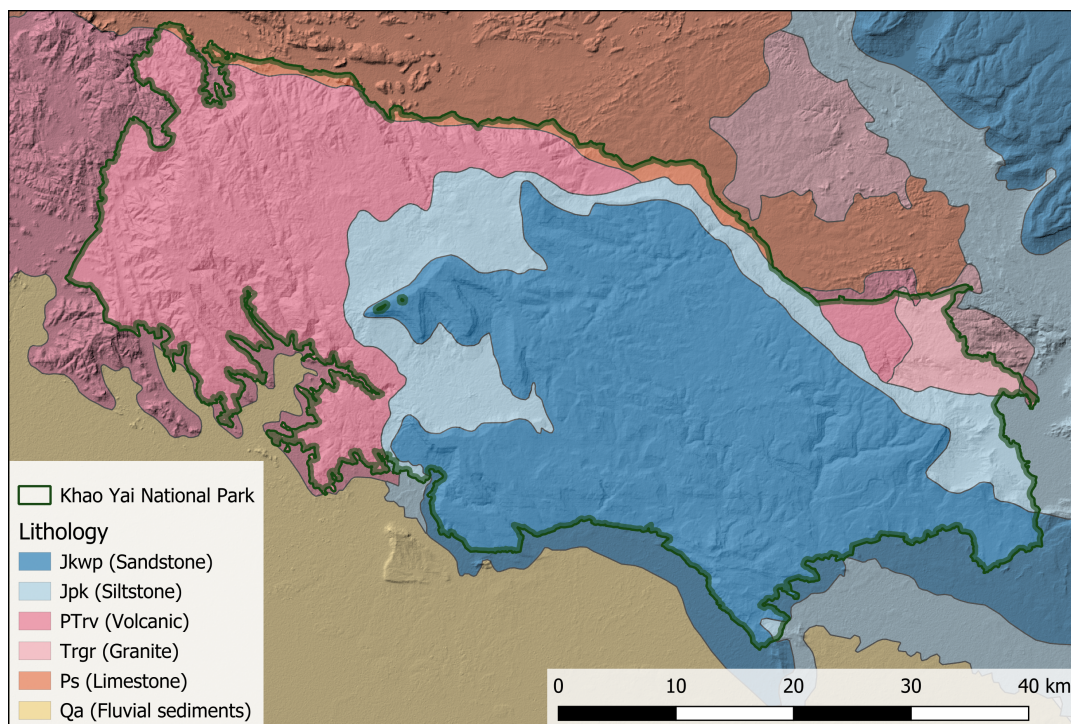 Khao Yai National Park
Lithology
Jkwp (Sandstone)
Jpk (Siltstone)
PTrv (Volcanic)
Trgr (Granite)
Ps (Limestone)
Qa (Fluvial sediments)
0 10 20 30 40 km